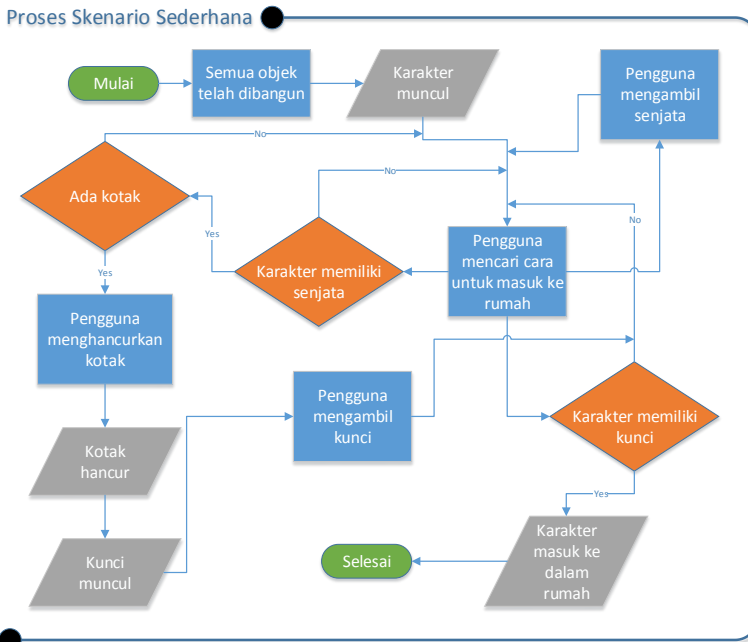 Proses Skenario Sederhana
Mulai
Semua objek
telah dibangun
Karakter
muncul
Pengguna
mengambil
senjata
No
No
Ada kotak
Yes
Karakter memiliki
senjata
Pengguna
mencari cara
untuk masuk ke
rumah
No
Yes
Pengguna
menghancurkan
kotak
Pengguna
mengambil
kunci
Karakter memiliki
kunci
Kotak
hancur
Yes
Kunci
muncul
Selesai
Karakter
masuk ke
dalam
rumah